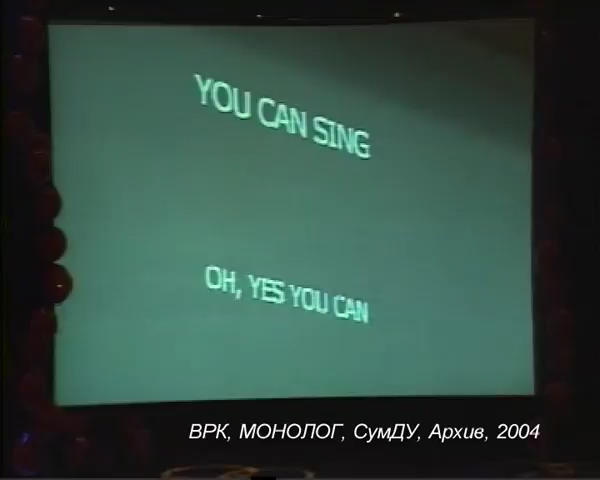 YOU CAN SING
OH, YES YOU CAN
ВРК, МОНОЛОГ, СумДУ, Архив, 2004